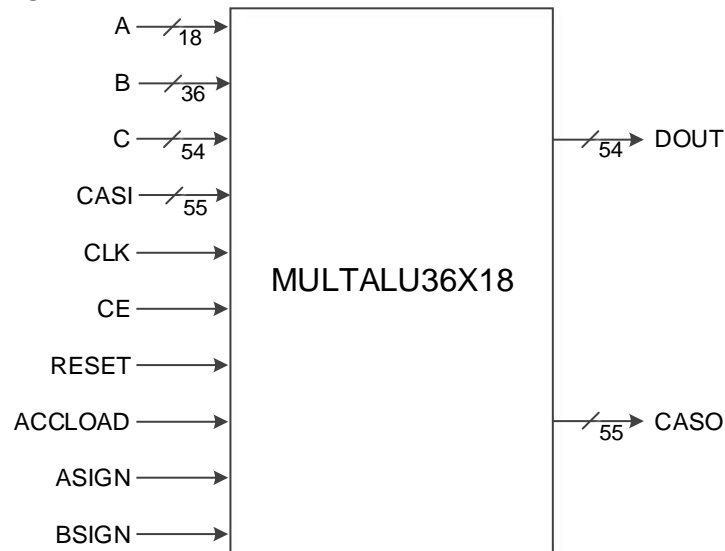 A 18
B 36
C 54
CASI 55
CLK
CE
RESET
ACCLOAD
ASIGN
BSIGN
MULTALU36X18
54 DOUT
55 CASO